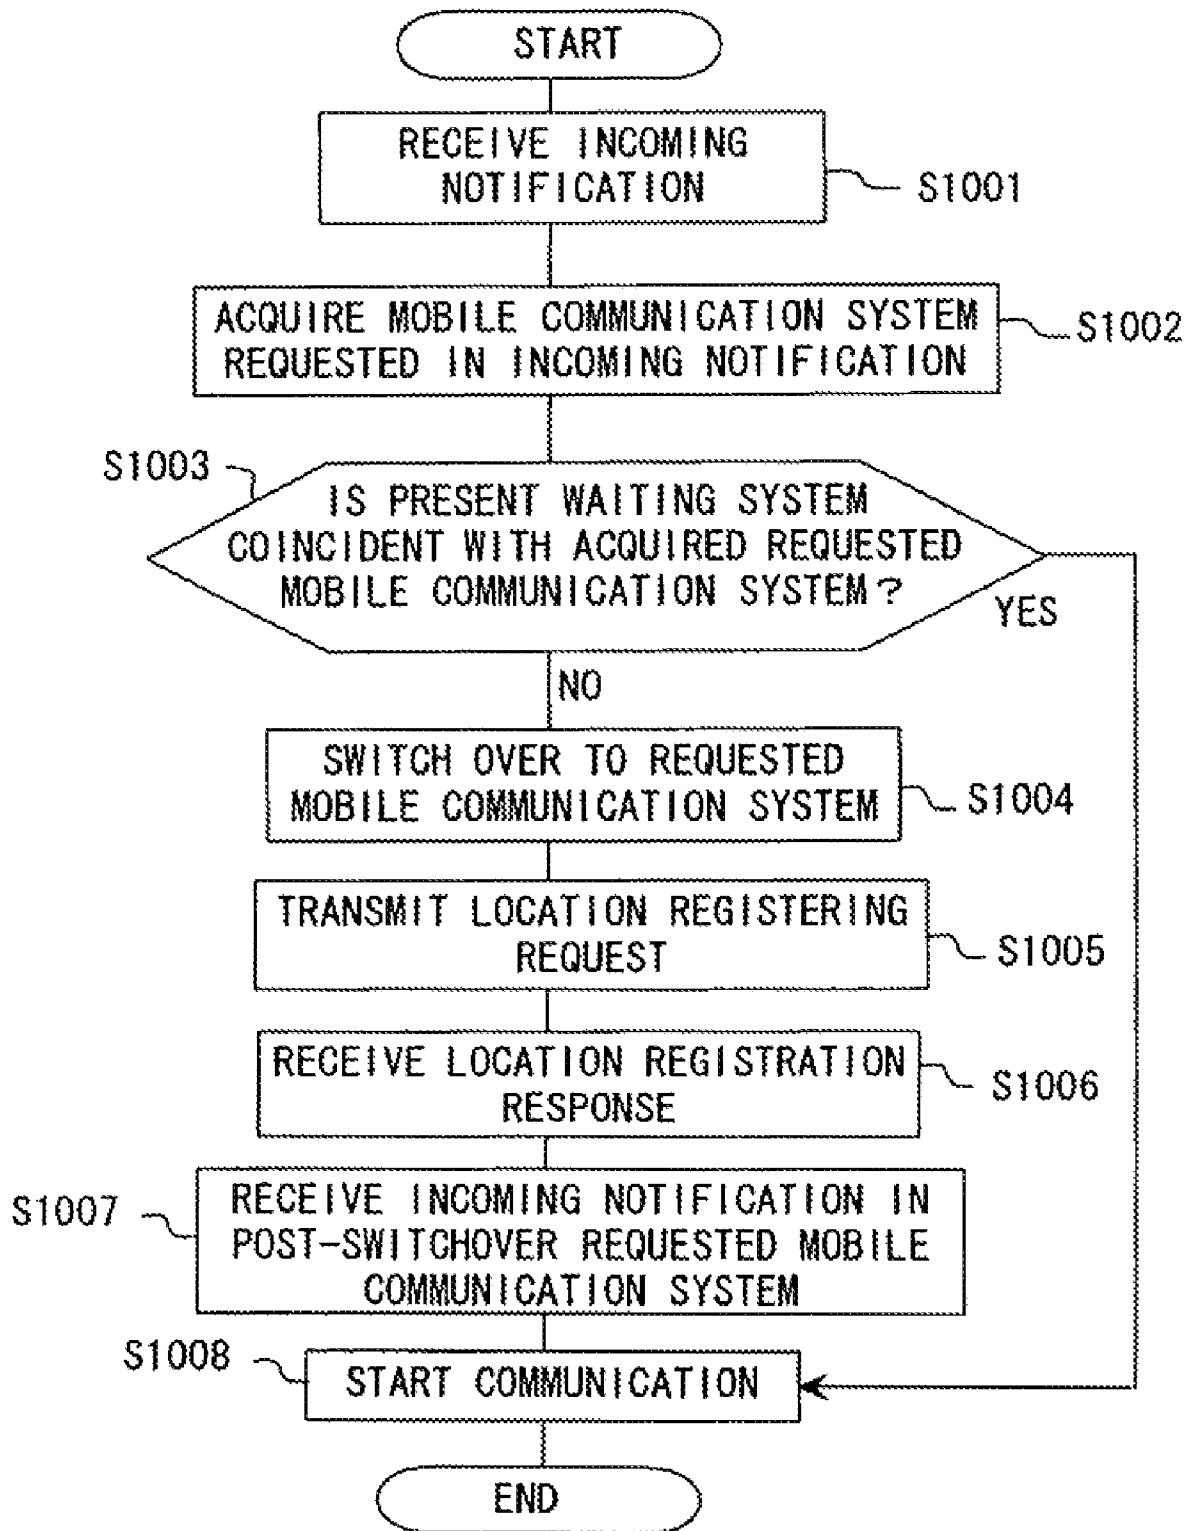 START
RECEIVE INCOMING
NOTIFICATION
S1001
ACQUIRE MOBILE COMMUNICATION SYSTEM
REQUESTED IN INCOMING NOTIFICATION
S1002
S1003
IS PRESENT WAITING SYSTEM
COINCIDENT WITH ACQUIRED REQUESTED
MOBILE COMMUNICATION SYSTEM?
YES
NO
SWITCH OVER TO REQUESTED
MOBILE COMMUNICATION SYSTEM
S1004
TRANSMIT LOCATION REGISTERING
REQUEST
S1005
RECEIVE LOCATION REGISTRATION
RESPONSE
S1006
S1007
RECEIVE INCOMING NOTIFICATION IN
POST-SWITCHOVER REQUESTED MOBILE
COMMUNICATION SYSTEM
S1008
START COMMUNICATION
END